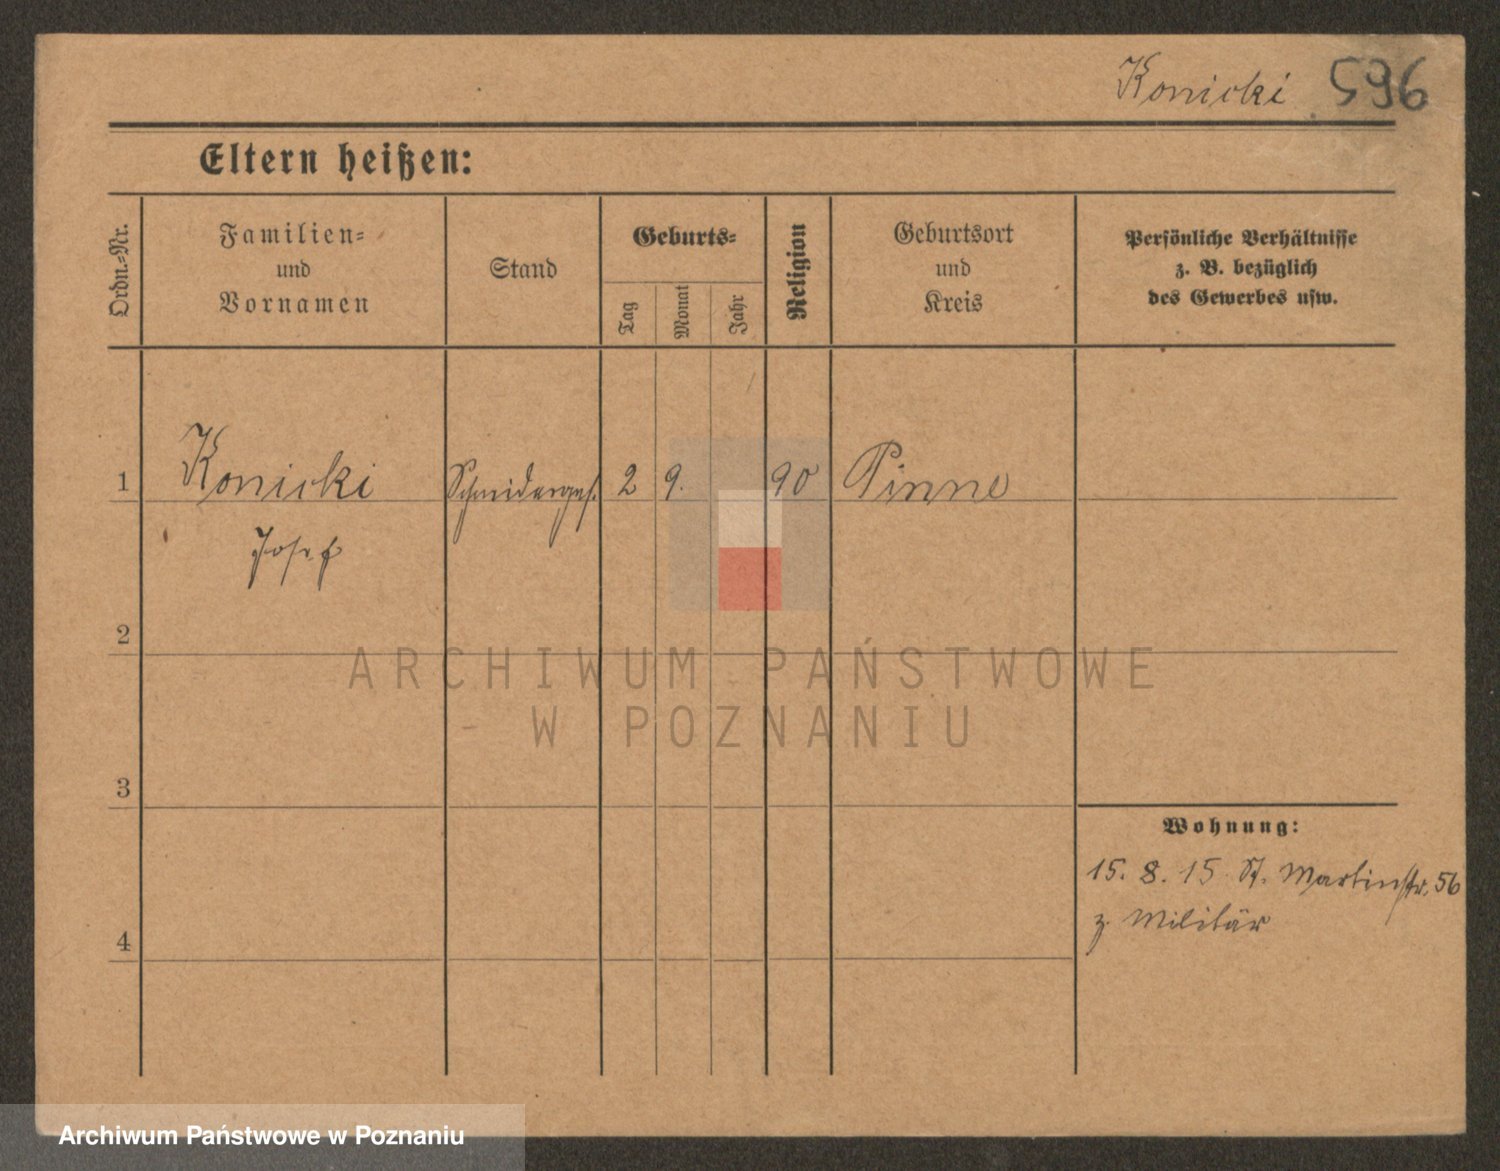 Konicki 596
Eltern heißen:
Ordn.=Nr.
Familien=
und
Vornamen
Stand
Geburts=
Tag
Monat
Jahr
Religion
Geburtsort
und
Kreis
Persönliche Verhältnisse
z. B. bezüglich
des Gewerbes usw.
1 Konicki Schneiderges. 2 9. 90 Pinne
Josef
2
ARCHIWUM PAŃSTWOWE
W POZNANIU
3
Wohnung:
15. 8. 15 St. Martinstr. 56
z. Militär
4
Archiwum Państwowe w Poznaniu